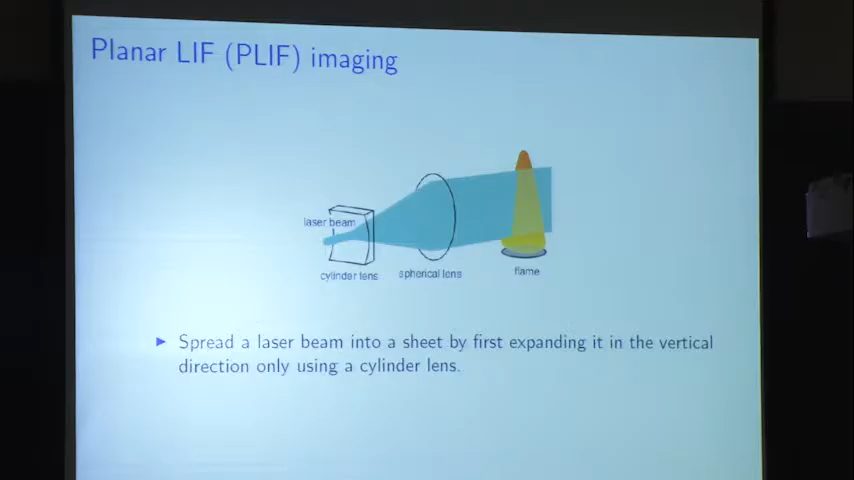 Planar LIF (PLIF) imaging
laser beam
cylinder lens
spherical lens
flame
Spread a laser beam into a sheet by first expanding it in the vertical
direction only using a cylinder lens.